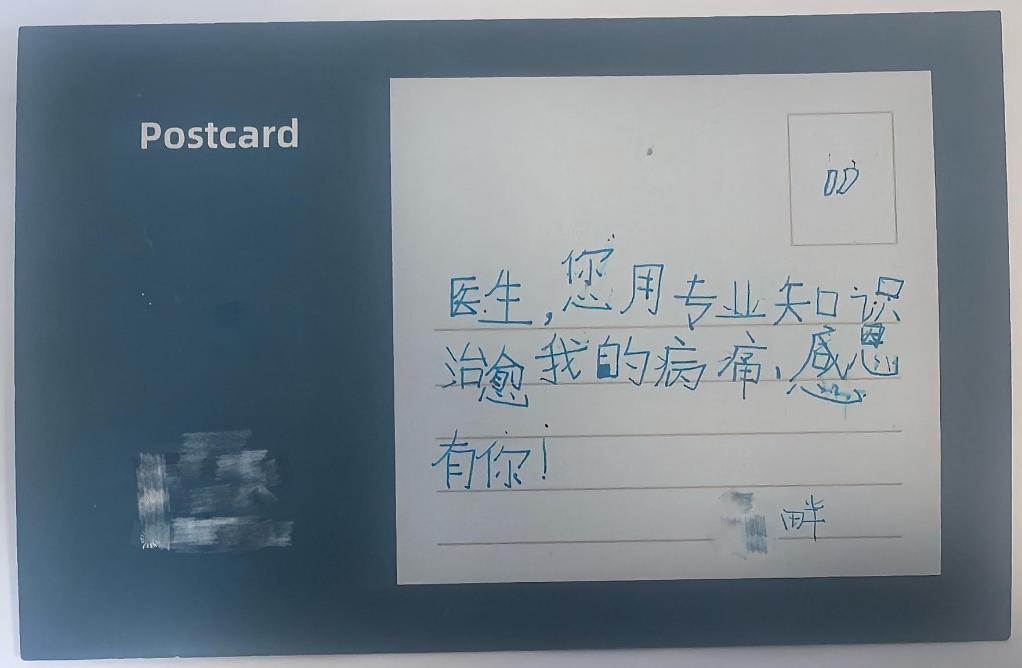 Postcard
医生,您用专业知识
治愈我的病痛、感恩
有你!
畔